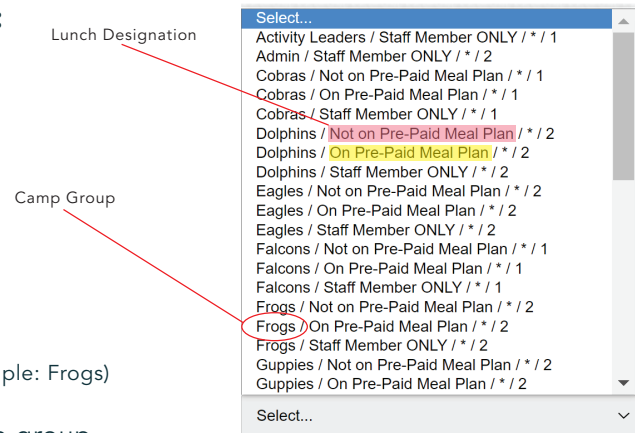 :
Lunch Designation
Camp Group
ple: Frogs)
Select...
Activity Leaders / Staff Member ONLY / * / 1
Admin / Staff Member ONLY / * / 2
Cobras / Not on Pre-Paid Meal Plan / * / 1
Cobras / On Pre-Paid Meal Plan / * / 1
Cobras / Staff Member ONLY / * / 1
Dolphins / Not on Pre-Paid Meal Plan / * / 2
Dolphins / On Pre-Paid Meal Plan / * / 2
Dolphins / Staff Member ONLY / * / 2
Eagles / Not on Pre-Paid Meal Plan / * / 2
Eagles / On Pre-Paid Meal Plan / * / 2
Eagles / Staff Member ONLY / * / 2
Falcons / Not on Pre-Paid Meal Plan / * / 1
Falcons / On Pre-Paid Meal Plan / * / 1
Falcons / Staff Member ONLY / * / 1
Frogs / Not on Pre-Paid Meal Plan / * / 2
Frogs / On Pre-Paid Meal Plan / * / 2
Frogs / Staff Member ONLY / * / 2
Guppies / Not on Pre-Paid Meal Plan / * / 2
Guppies / On Pre-Paid Meal Plan / * / 2
Select...